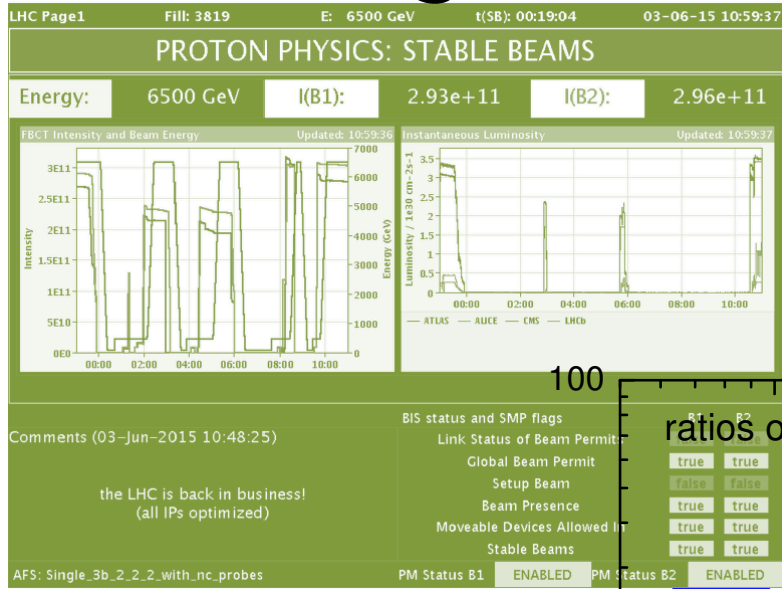 LHC Page1 Fill: 3819 E: 6500 GeV t(SB): 00:19:04 03-06-15 10:59:37
PROTON PHYSICS: STABLE BEAMS
Energy: 6500 GeV I(B1): 2.93e+11 I(B2): 2.96e+11
FBCT Intensity and Beam Energy Updated: 10:59:36
Intensity
3E11
2.5E11
2E11
1.5E11
1E11
5E10
0E0
7000
6000
5000
4000
3000
2000
1000
0
Energy (GeV)
00:00 02:00 04:00 06:00 08:00 10:00
Instantaneous Luminosity Updated: 10:59:37
Luminosity / 1e30 cm-2s-1
3.5
3
2.5
2
1.5
1
0.5
0
00:00 02:00 04:00 06:00 08:00 10:00
— ATLAS — ALICE — CMS — LHCb
100
Comments (03-Jun-2015 10:48:25)
the LHC is back in business!
(all IPs optimized)
BIS status and SMP flags B1 B2
Link Status of Beam Permits
ratios o
Global Beam Permit true true
Setup Beam false false
Beam Presence true true
Moveable Devices Allowed In true true
Stable Beams true true
AFS: Single_3b_2_2_2_with_nc_probes PM Status B1 ENABLED PM Status B2 ENABLED